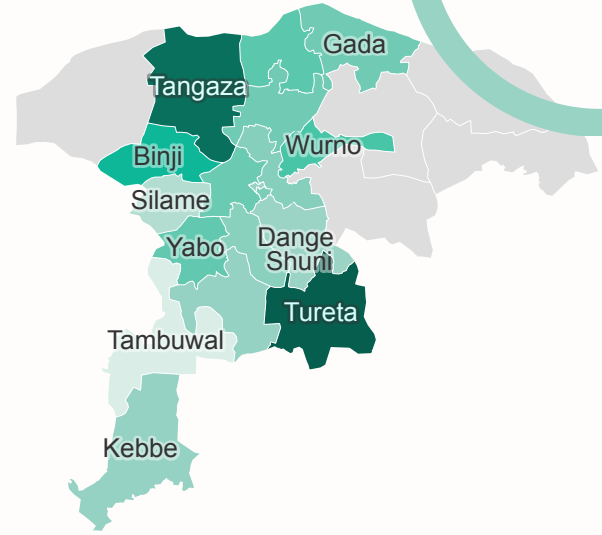 Gada
Tangaza
Wurno
Binji
Silame
Yabo
Dange
Shuni
Tureta
Tambuwal
Kebbe